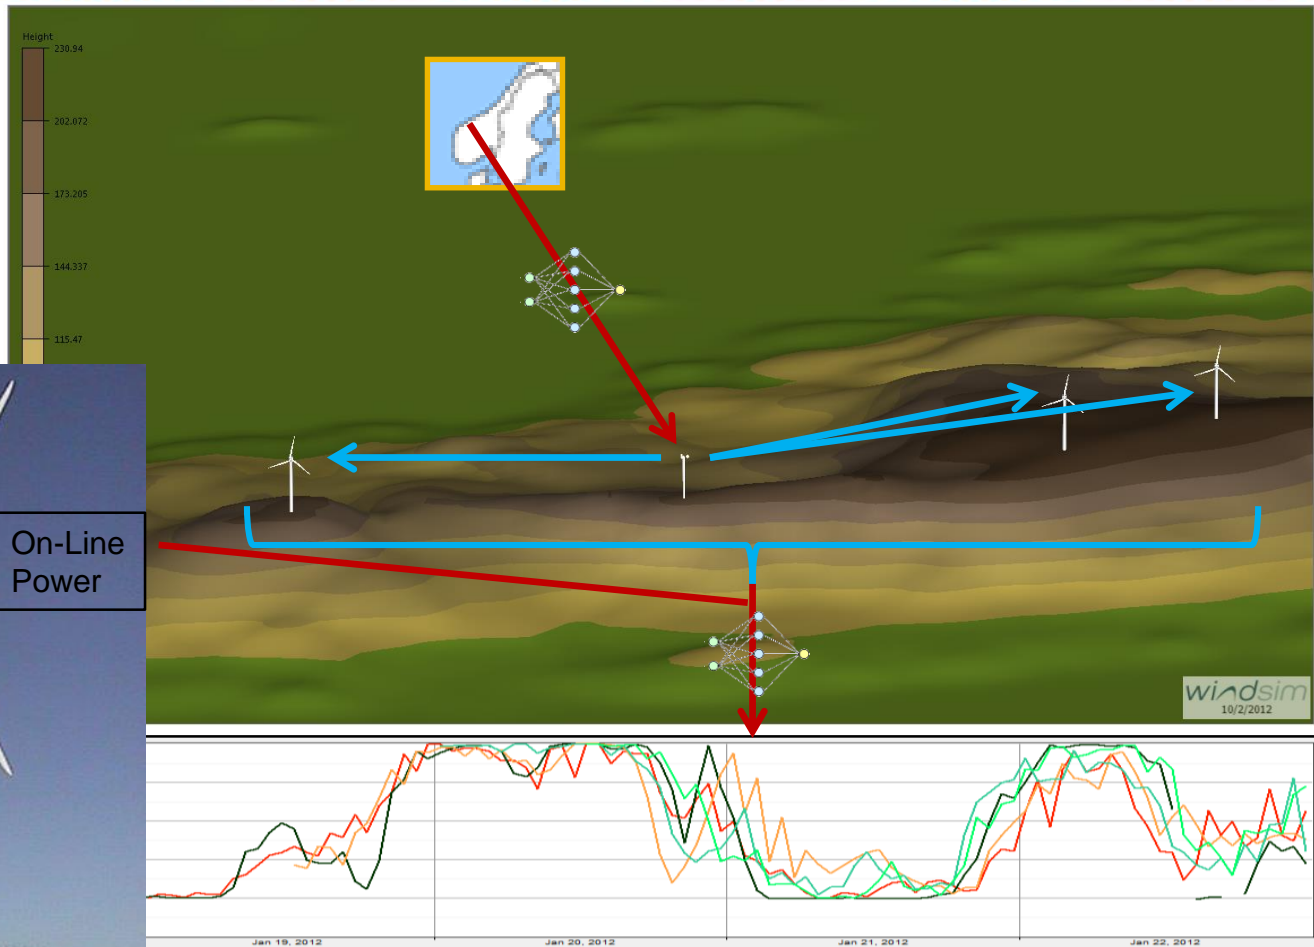 Height
230.94
202.072
173.205
144.337
115.47
On-Line
Power
windsim
10/2/2012
Jan 19, 2012
Jan 20, 2012
Jan 21, 2012
Jan 22, 2012